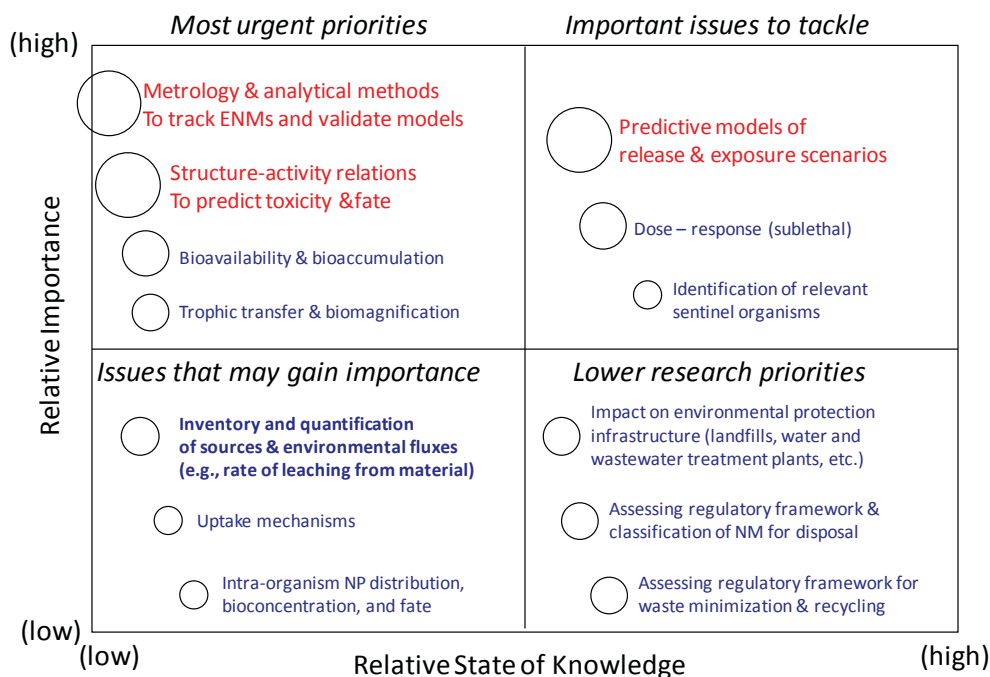 Most urgent priorities
Important issues to tackle
(high)
Metrology & analytical methods
To track ENMs and validate models
Structure-activity relations
To predict toxicity &fate
Bioavailability & bioaccumulation
Trophic transfer & biomagnification
Predictive models of
release & exposure scenarios
Dose – response (sublethal)
Identification of relevant
sentinel organisms
Relative Importance
Issues that may gain importance
Lower research priorities
Inventory and quantification
of sources & environmental fluxes
(e.g., rate of leaching from material)
Uptake mechanisms
Intra-organism NP distribution,
bioconcentration, and fate
Impact on environmental protection
infrastructure (landfills, water and
wastewater treatment plants, etc.)
Assessing regulatory framework &
classification of NM for disposal
Assessing regulatory framework for
waste minimization & recycling
(low)
(low)
Relative State of Knowledge
(high)